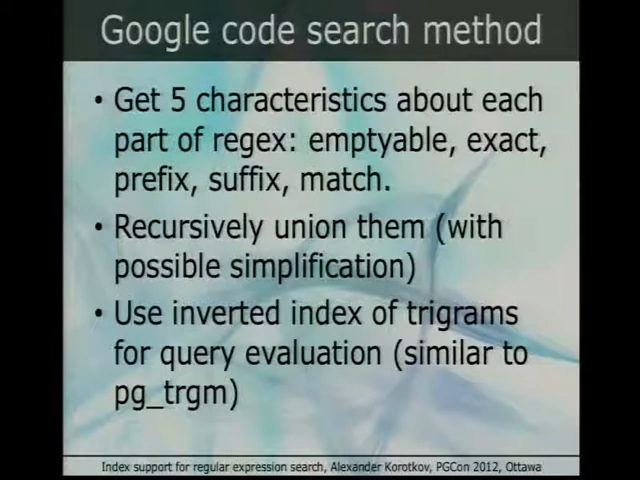 Google code search method
• Get 5 characteristics about each
part of regex: emptyable, exact,
prefix, suffix, match.
• Recursively union them (with
possible simplification)
• Use inverted index of trigrams
for query evaluation (similar to
pg_trgm)
Index support for regular expression search, Alexander Korotkov, PGCon 2012, Ottawa